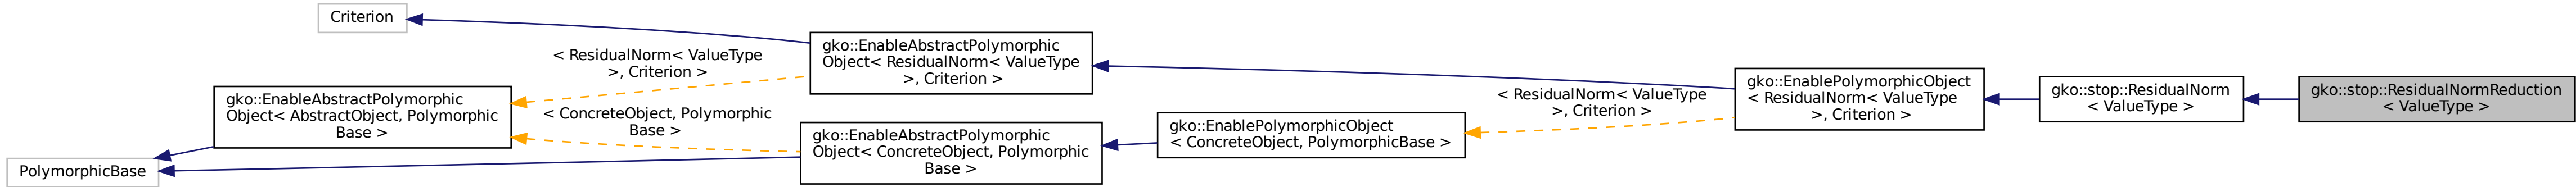 Criterion
gko::EnableAbstractPolymorphic
Object< ResidualNorm< ValueType
>, Criterion >
< ResidualNorm< ValueType
>, Criterion >
gko::EnableAbstractPolymorphic
Object< AbstractObject, Polymorphic
Base >
< ConcreteObject, Polymorphic
Base >
PolymorphicBase
gko::EnableAbstractPolymorphic
Object< ConcreteObject, Polymorphic
Base >
gko::EnablePolymorphicObject
< ConcreteObject, PolymorphicBase >
< ResidualNorm< ValueType
>, Criterion >
gko::EnablePolymorphicObject
< ResidualNorm< ValueType
>, Criterion >
gko::stop::ResidualNorm
< ValueType >
gko::stop::ResidualNormReduction
< ValueType >